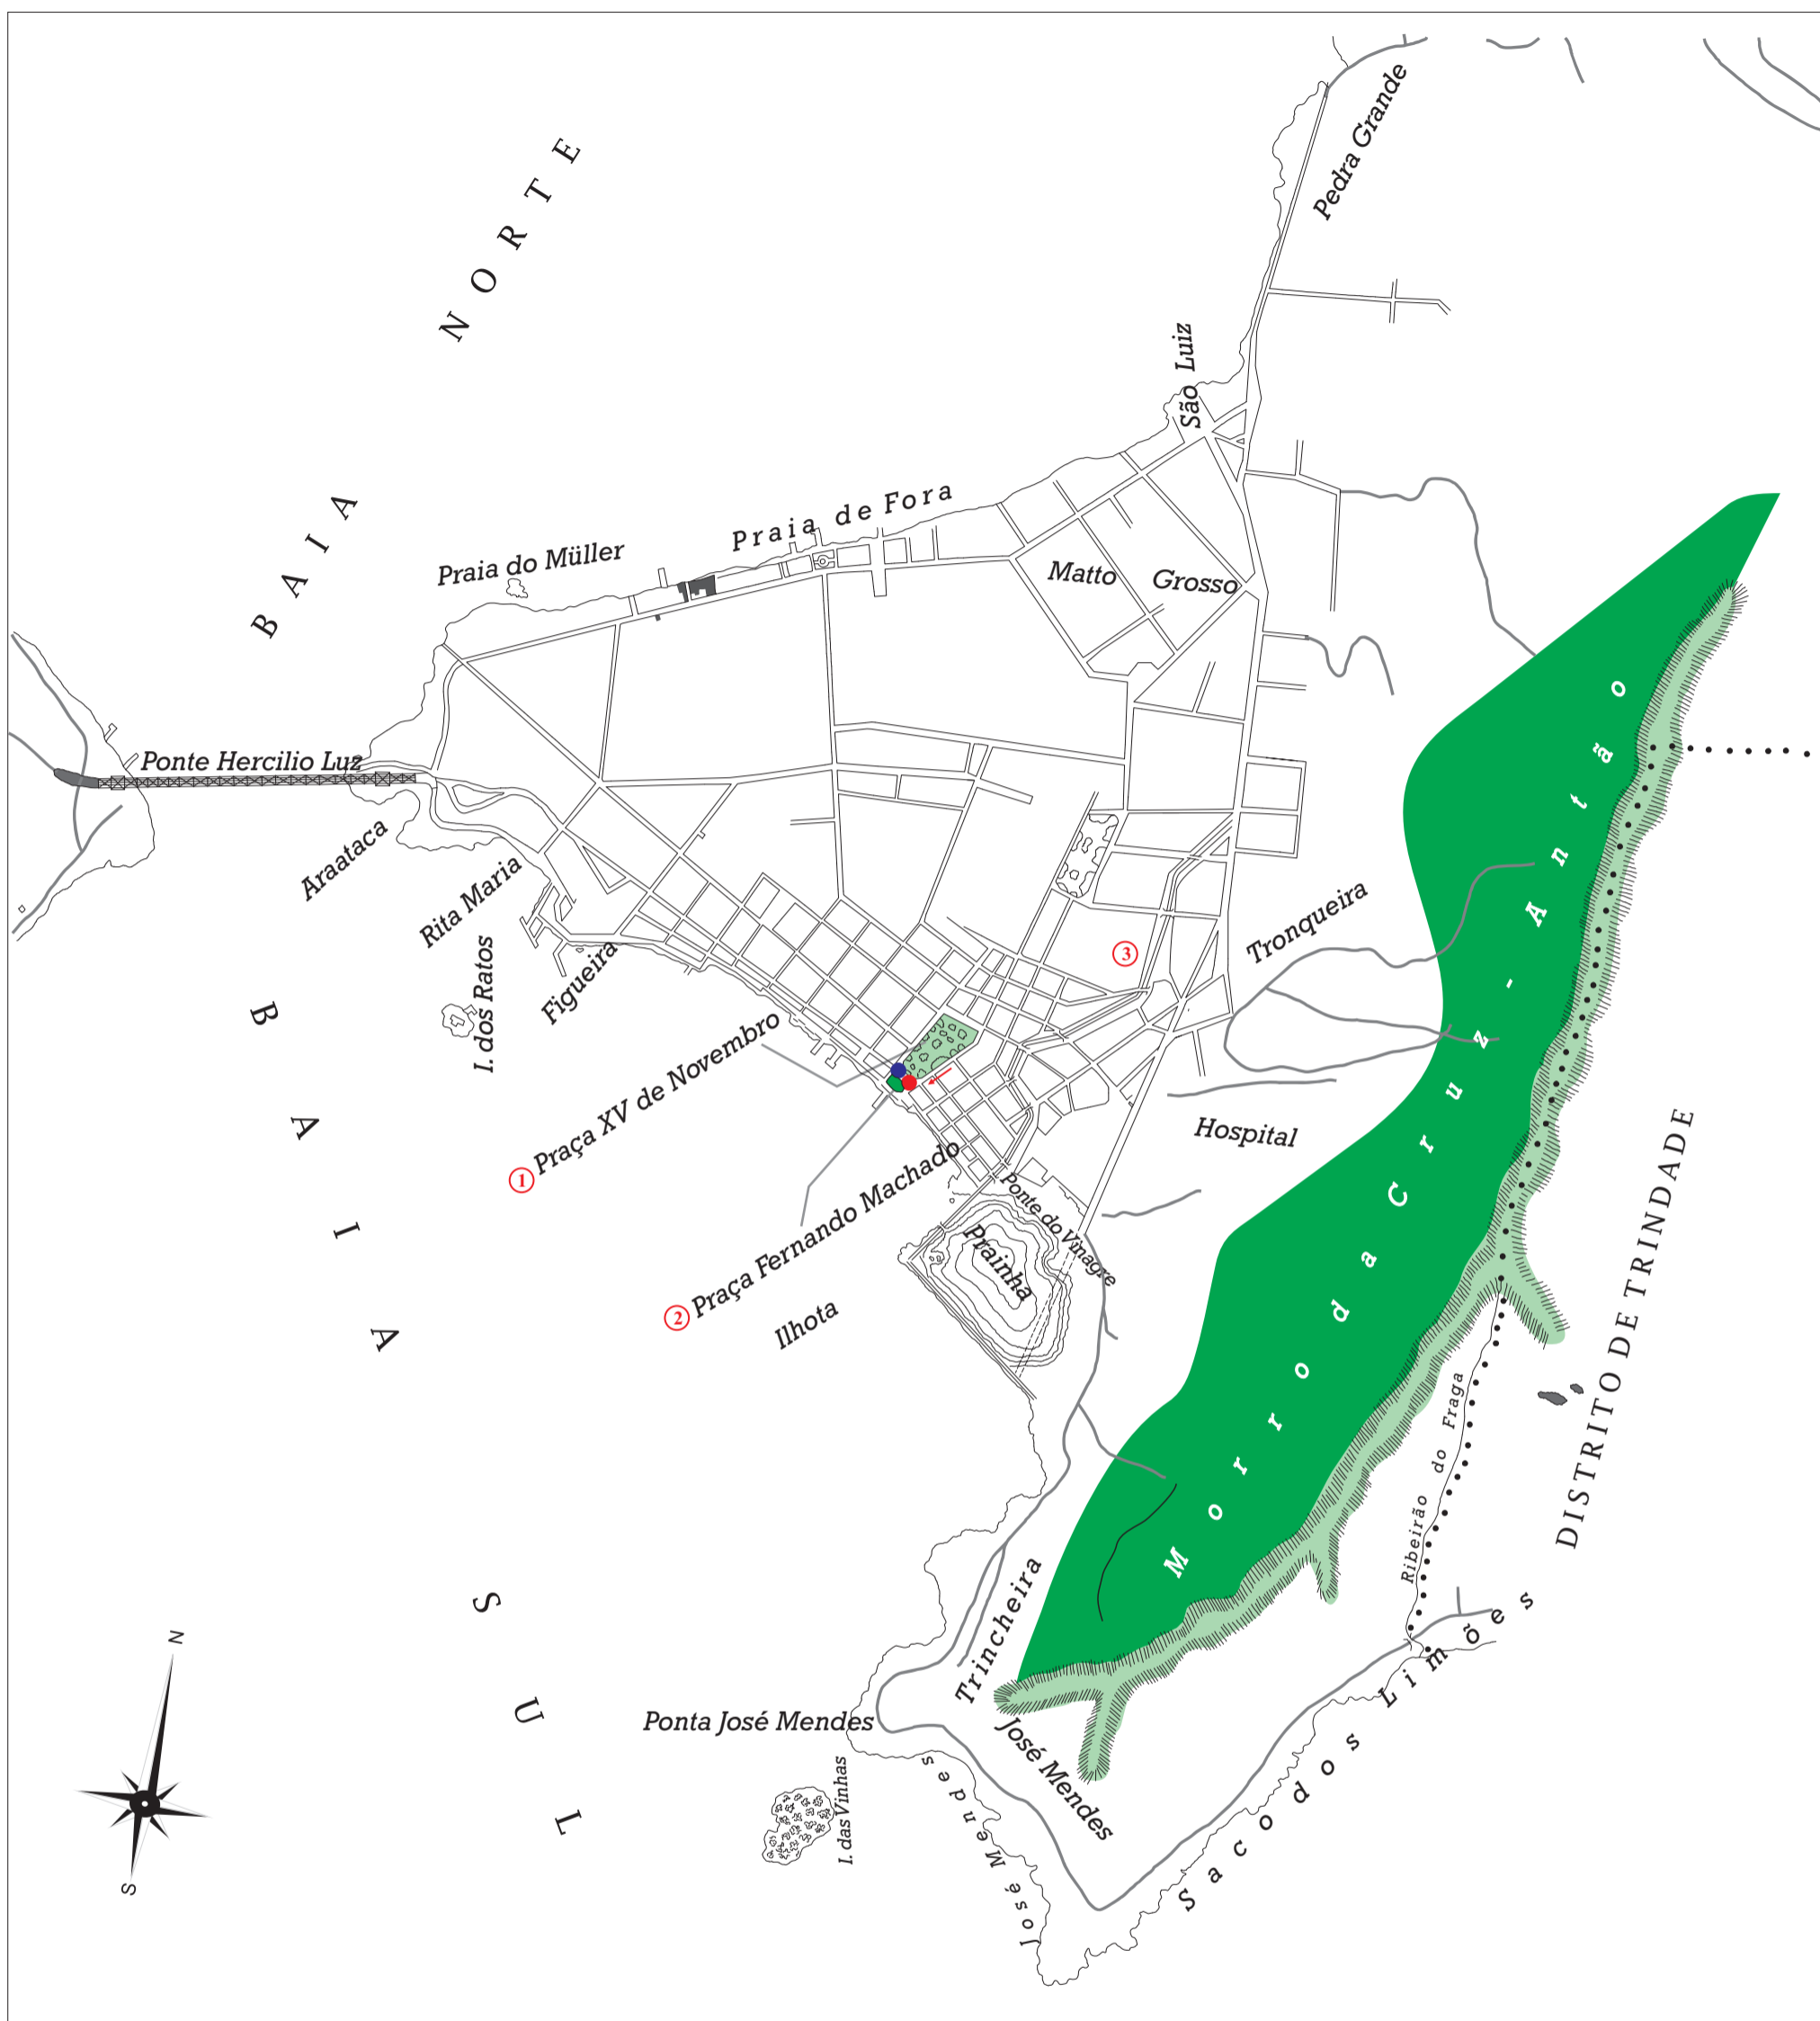 Pedra Grande
BAIA NORTE
São Luiz
Praia de Fora
Praia do Müller
Matto Grosso
Ponte Hercilio Luz
Araataca
Rita Maria
I. dos Ratos
Figueira
3
Tronqueira
Morro da Cruz - Antão
1 Praça XV de Novembro
Hospital
2 Praça Fernando Machado
Ponte do Vinagre
Prainha
Ilhota
BAIA SUL
DISTRITO DE TRINDADE
Ribeirão do Fraga
Trincheira
Ponta José Mendes
José Mendes
José Mendes
I. das Vinhas
Saco dos Limões
N
S